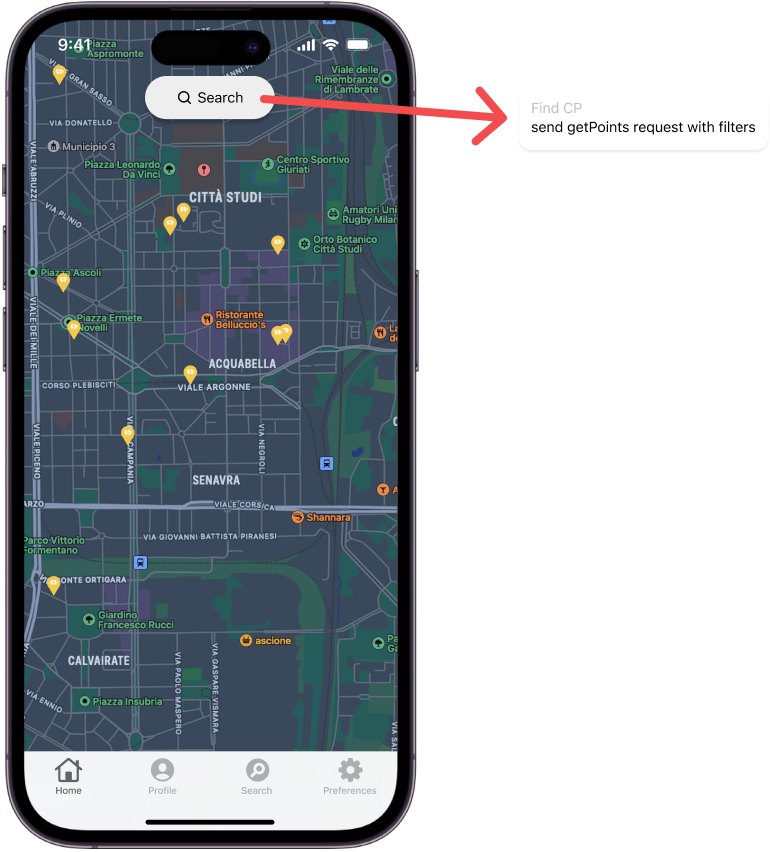 9:41
Piazza
Aspromonte
VIA GRAN SASSO
Viale delle
Rimembranze
di Lambrate
Search
Find CP
send getPoints request with filters
VIA DONATELLO
Municipio 3
VIALE ABRUZZI
Piazza Leonardo
Da Vinci
Centro Sportivo
Giuriati
CITTÀ STUDI
VIA PLINIO
Amatori Uni
Rugby Milan
Orto Botanico
Città Studi
Piazza Ascoli
VIALE DEI MILLE
Piazza Ermete
Novelli
Ristorante
Belluccio's
ACQUABELLA
CORSO PLEBISCITI
VIALE ARGONNE
VIALE PICENO
VIALE CAMPANIA
VIA NEGROLI
SENAVRA
VIALE CORSICA
Shannara
Parco Vittorio
Formentano
VIA GIOVANNI BATTISTA PIRANESI
MONTE ORTIGARA
Giardino
Francesco Rucci
ascione
CALVAIRATE
VIA PAOLO MASPERO
VIA GASPARE VISMARA
VIA ENNIO
Piazza Insubria
Home
Profile
Search
Preferences